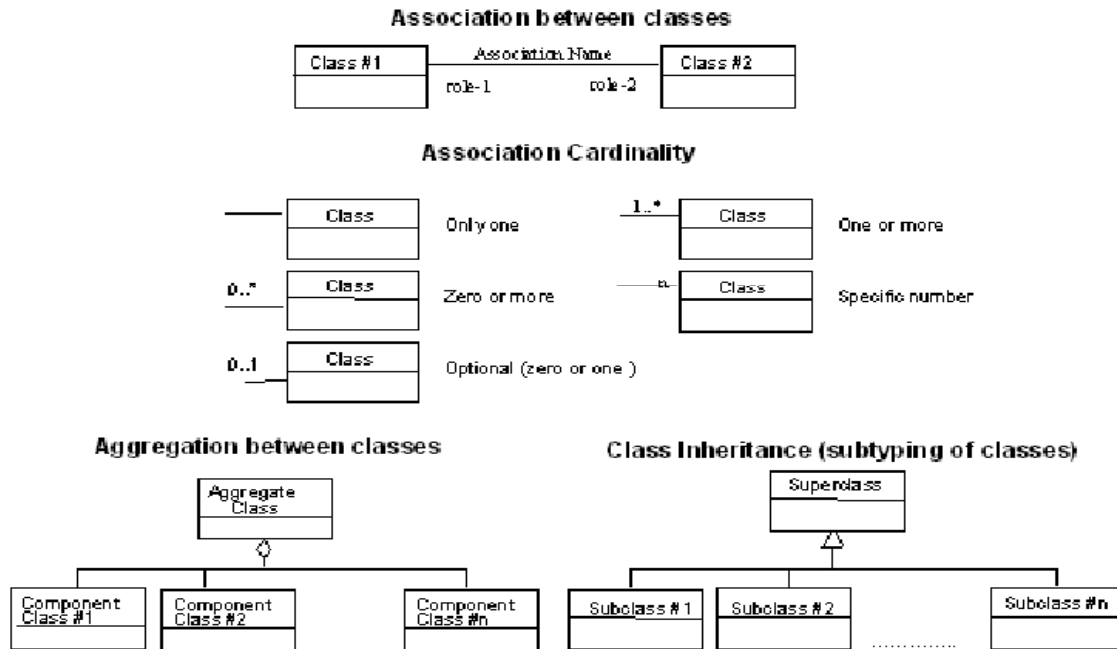 Association between classes
Class #1
Association Name
Class #2
role-1
role-2
Association Cardinality
Class
Only one
1..*
Class
One or more
0..*
Class
Zero or more
n
Class
Specific number
0..1
Class
Optional (zero or one )
Aggregation between classes
Class Inheritance (subtyping of classes)
Aggregate
Class
Superclass
Component
Class #1
Component
Class #2
Component
Class #n
Subclass #1
Subclass #2
..............
Subclass #n